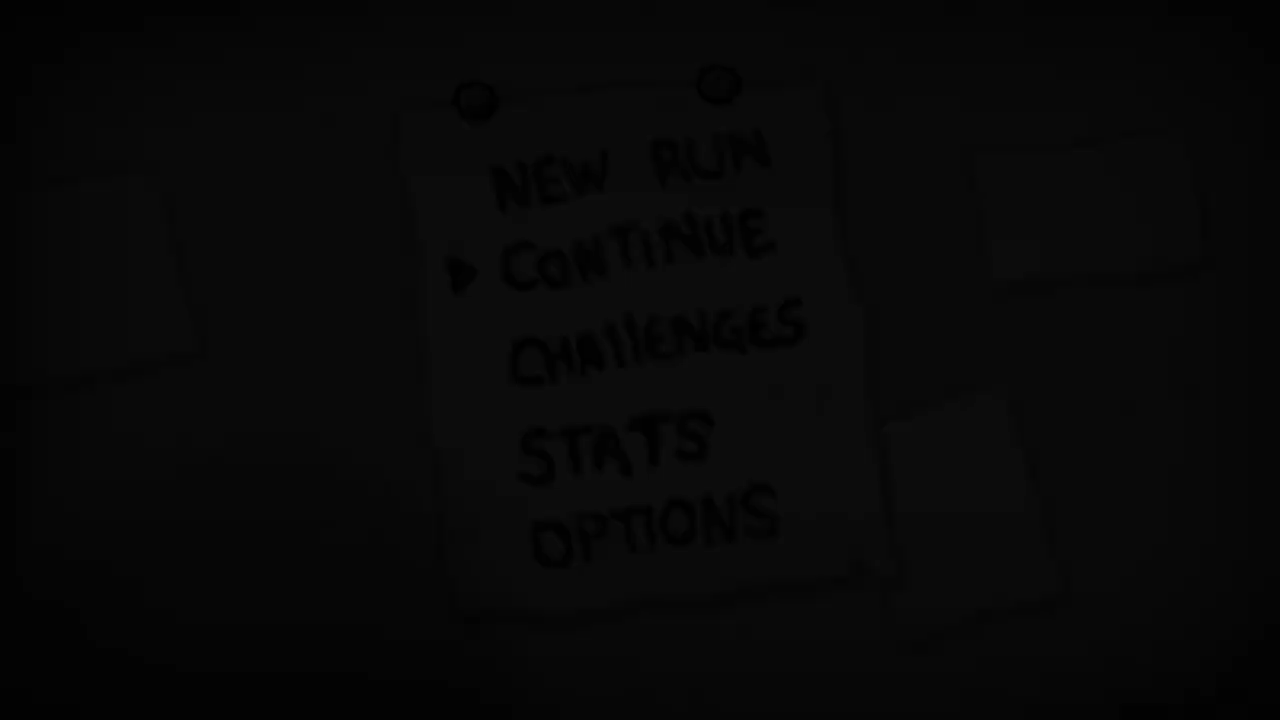 NEW RUN
CONTINUE
CHALLENGES
STATS
OPTIONS